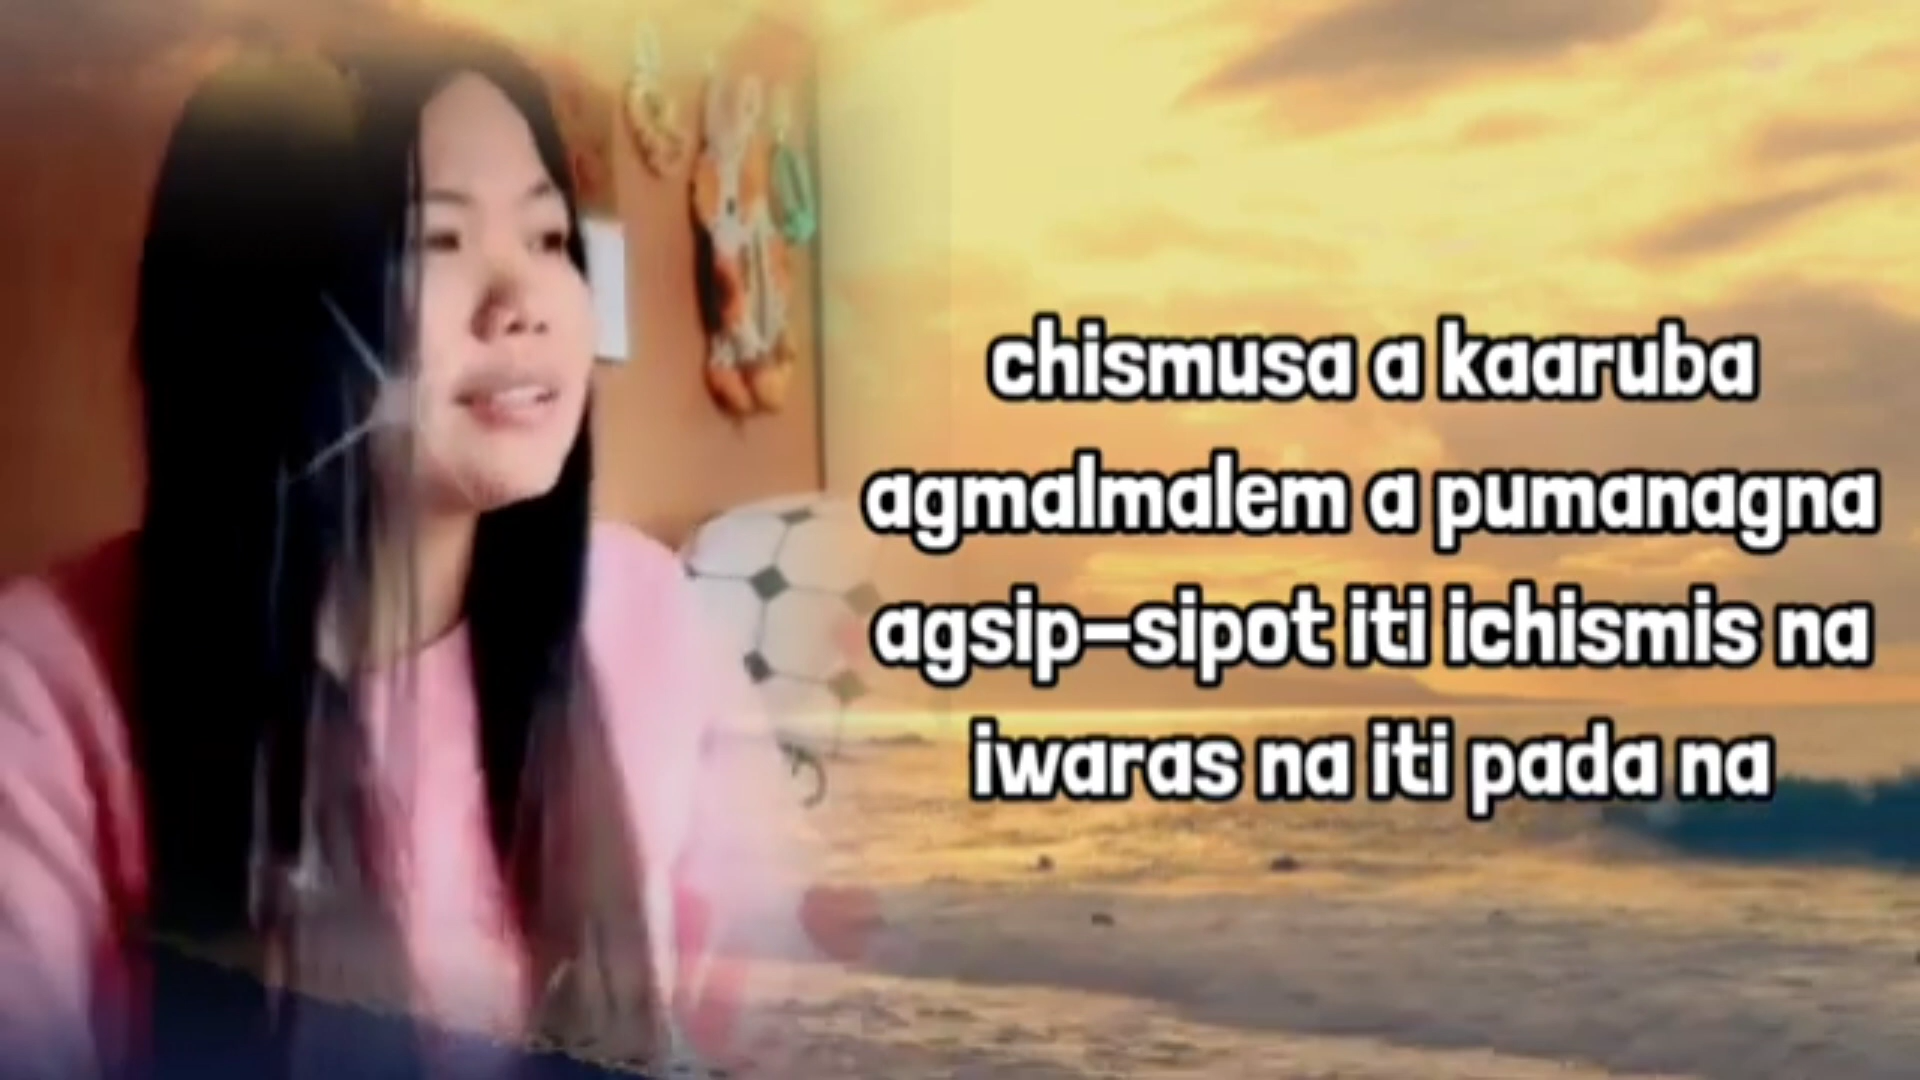 chismusa a kaaruba
agmalmalem a pumanagna
agsip-sipot iti ichismis na
iwaras na iti pada na